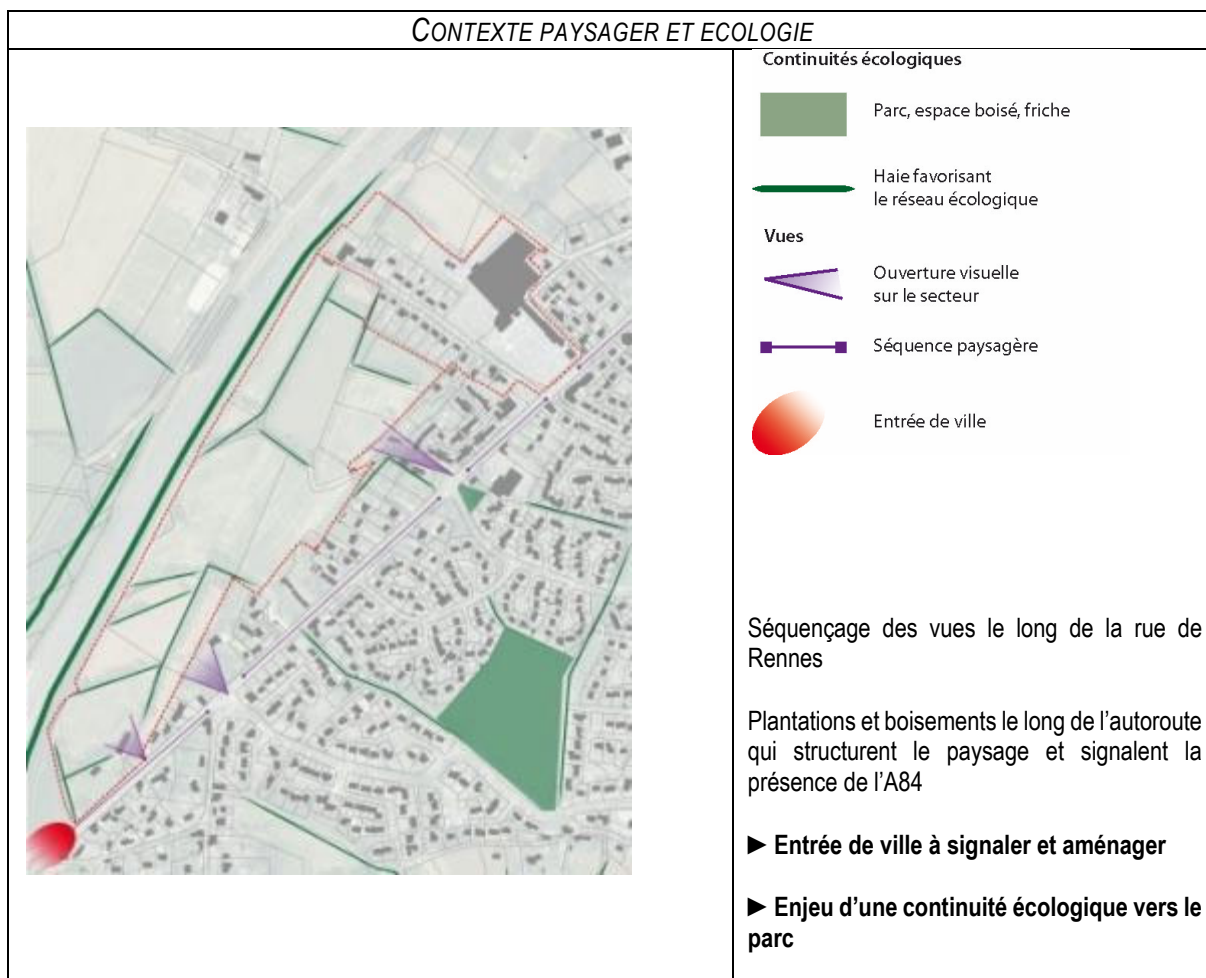 CONTEXTE PAYSAGER ET ECOLOGIE
Continuités écologiques
Parc, espace boisé, friche
Haie favorisant
le réseau écologique
Vues
Ouverture visuelle
sur le secteur
Séquence paysagère
Entrée de ville
Séquençage des vues le long de la rue de
Rennes
Plantations et boisements le long de l’autoroute
qui structurent le paysage et signalent la
présence de l’A84
► Entrée de ville à signaler et aménager
► Enjeu d’une continuité écologique vers le
parc